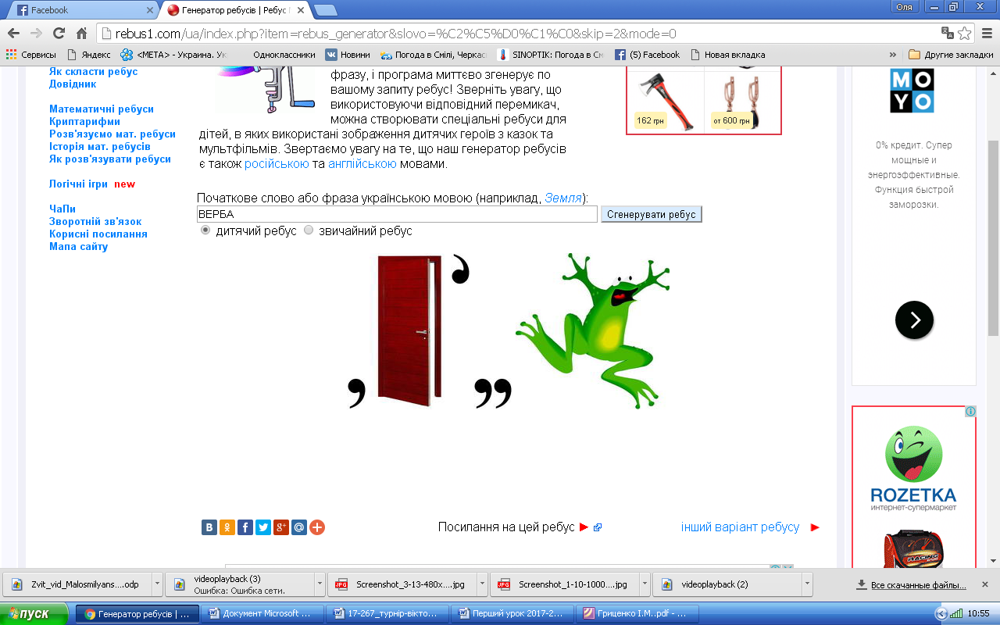 Facebook
Генератор ребусів | Ребус
Оля
rebus1.com/ua/index.php?item=rebus_generator&slovo=%C2%C5%D0%C1%C0&skip=2&mode=0
Сервисы
Яндекс
<META> - Украина. Ук
Одноклассники
Новини
Погода в Смілі, Черкас
SINOPTIK: Погода в См
(5) Facebook
Новая вкладка
»
Другие закладки
Як скласти ребус
Довідник
Математичні ребуси
Криптарифми
Розв'язуємо мат. ребуси
Історія мат. ребусів
Як розв'язувати ребуси
Логічні ігри new
ЧаПи
Зворотній зв'язок
Корисні посилання
Мапа сайту
фразу, і програма миттєво згенерує по
вашому запиту ребус! Зверніть увагу, що
використовуючи відповідний перемикач,
можна створювати спеціальні ребуси для
дітей, в яких використані зображення дитячих героїв з казок та
мультфільмів. Звертаємо увагу на те, що наш генератор ребусів
є також російською та англійською мовами.
162 грн
от 600 грн
MOYO
0% кредит. Супер
мощные и
энергоэффективные.
Функция быстрой
заморозки.
Початкове слово або фраза українською мовою (наприклад, Земля):
ВЕРБА
Сгенерувати ребус
дитячий ребус
звичайний ребус
,
,
,,
ROZETKA
интернет-супермаркет
RACING
Посилання на цей ребус
інший варіант ребусу
Zvit_vid_Malosmilyans....odp
videoplayback (3)
Ошибка: Ошибка сети.
Screenshot_3-13-480x....jpg
Screenshot_1-10-1000....jpg
videoplayback (2)
Все скачанные файлы...
пуск
Генератор ребусів | ...
Документ Microsoft ...
17-267_турнір-вікто...
Перший урок 2017-2...
Гриценко І.М..pdf - ...
10:55